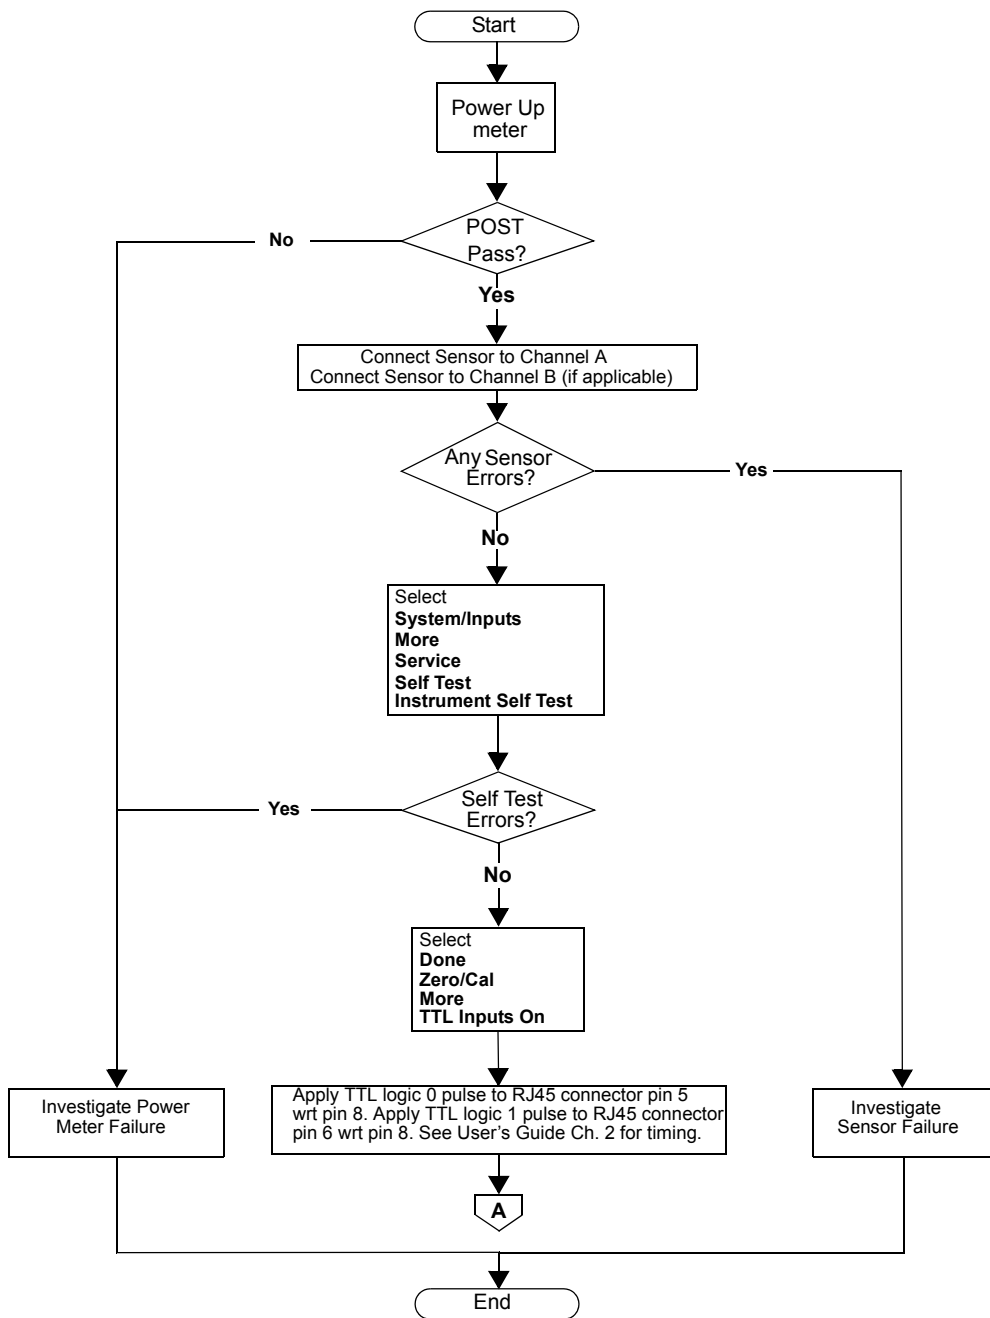 Start
Power Up
meter
POST
Pass?
No
Yes
Connect Sensor to Channel A
Connect Sensor to Channel B (if applicable)
Any Sensor
Errors?
Yes
No
Select
System/Inputs
More
Service
Self Test
Instrument Self Test
Self Test
Errors?
Yes
No
Select
Done
Zero/Cal
More
TTL Inputs On
Investigate Power
Meter Failure
Apply TTL logic 0 pulse to RJ45 connector pin 5
wrt pin 8. Apply TTL logic 1 pulse to RJ45 connector
pin 6 wrt pin 8. See User's Guide Ch. 2 for timing.
Investigate
Sensor Failure
A
End